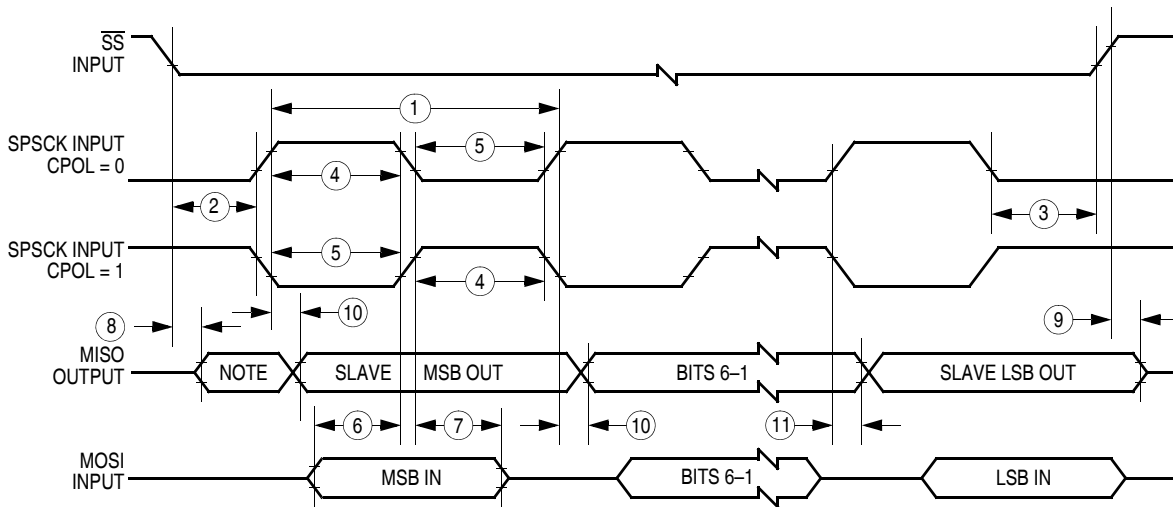 SS
INPUT
1
SPSCK INPUT
CPOL = 0
5
4
2
3
SPSCK INPUT
CPOL = 1
5
4
8
10
9
MISO
OUTPUT
NOTE
SLAVE
MSB OUT
BITS 6–1
SLAVE LSB OUT
6
7
10
11
MOSI
INPUT
MSB IN
BITS 6–1
LSB IN